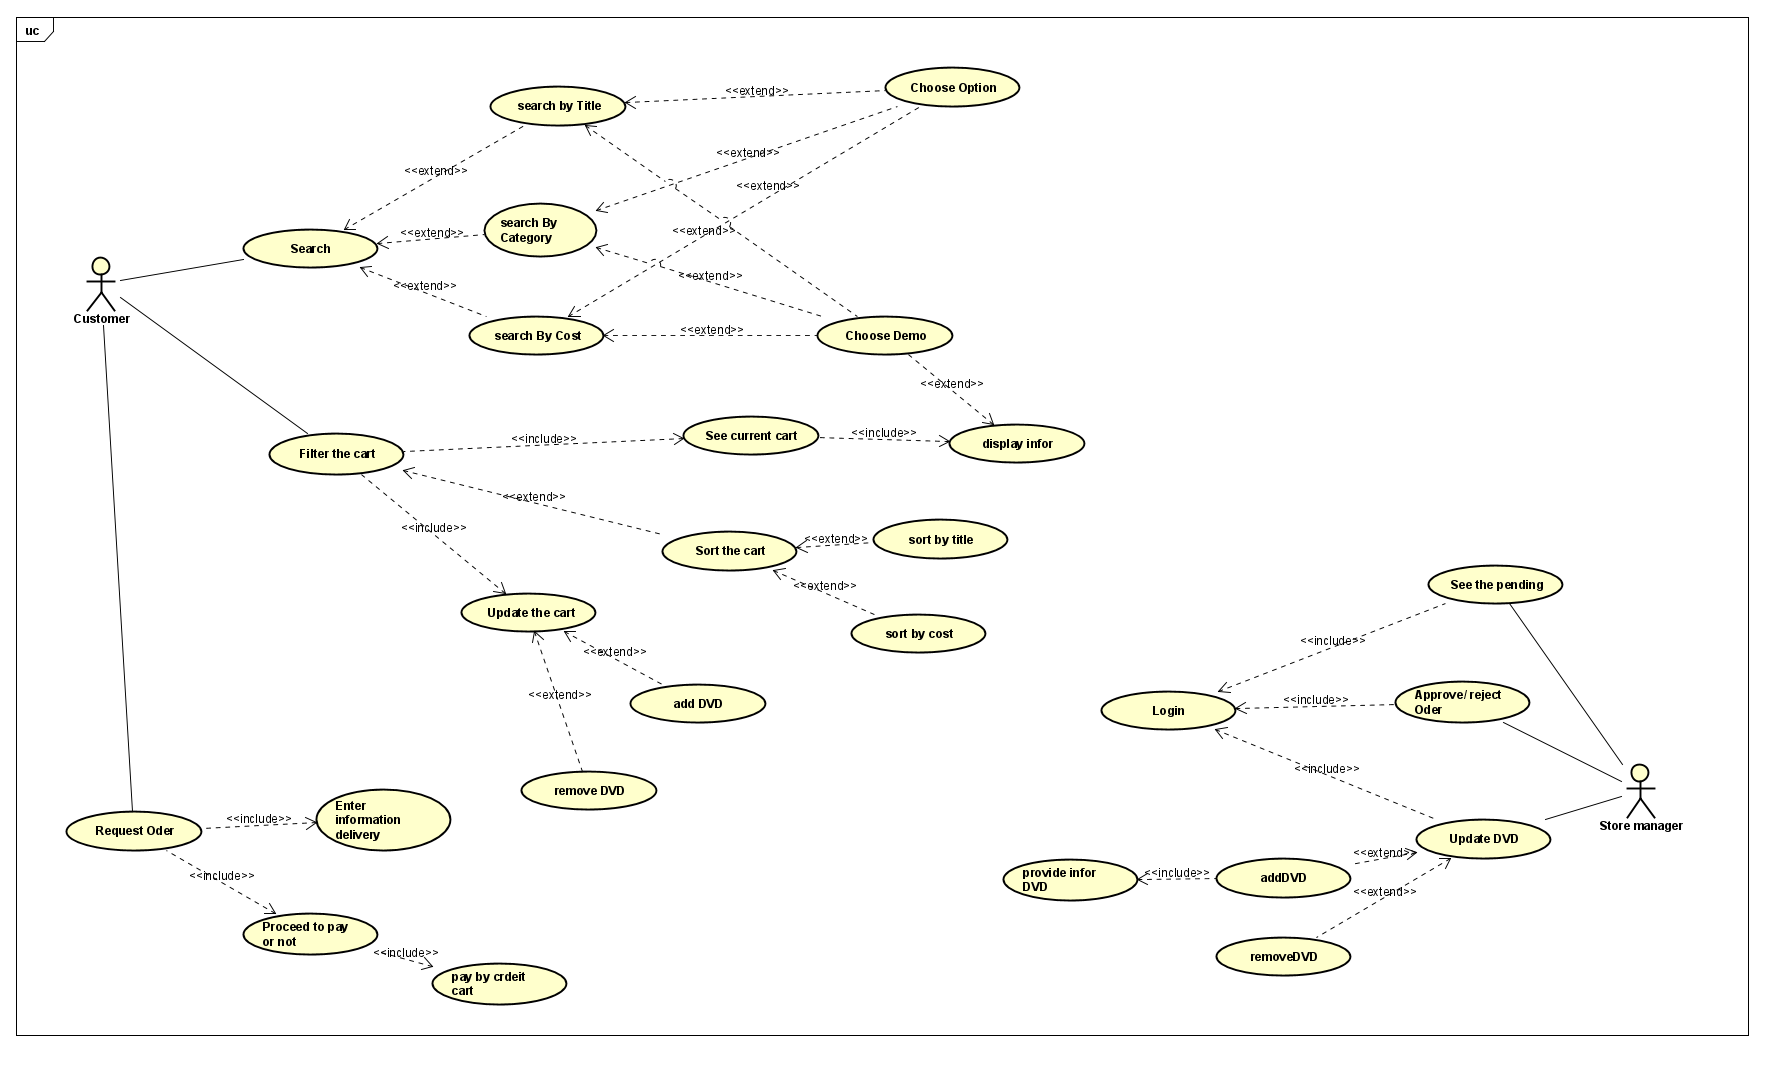 uc
search by Title
<<extend>>
Choose Option
<<extend>>
<<extend>>
<<extend>>
search By
Category
<<extend>>
<<extend>>
Search
<<extend>>
<<extend>>
search By Cost
<<extend>>
Choose Demo
Customer
<<extend>>
Filter the cart
<<include>>
See current cart
<<include>>
display infor
<<extend>>
<<include>>
Sort the cart
<<extend>>
sort by title
<<extend>>
sort by cost
Update the cart
<<extend>>
<<extend>>
add DVD
remove DVD
Request Oder
<<include>>
Enter
information
delivery
<<include>>
Proceed to pay
or not
<<include>>
pay by crdeit
cart
See the pending
<<include>>
Login
<<include>>
Approve/ reject
Oder
<<include>>
Store manager
Update DVD
<<extend>>
provide infor
DVD
<<include>>
addDVD
<<extend>>
removeDVD